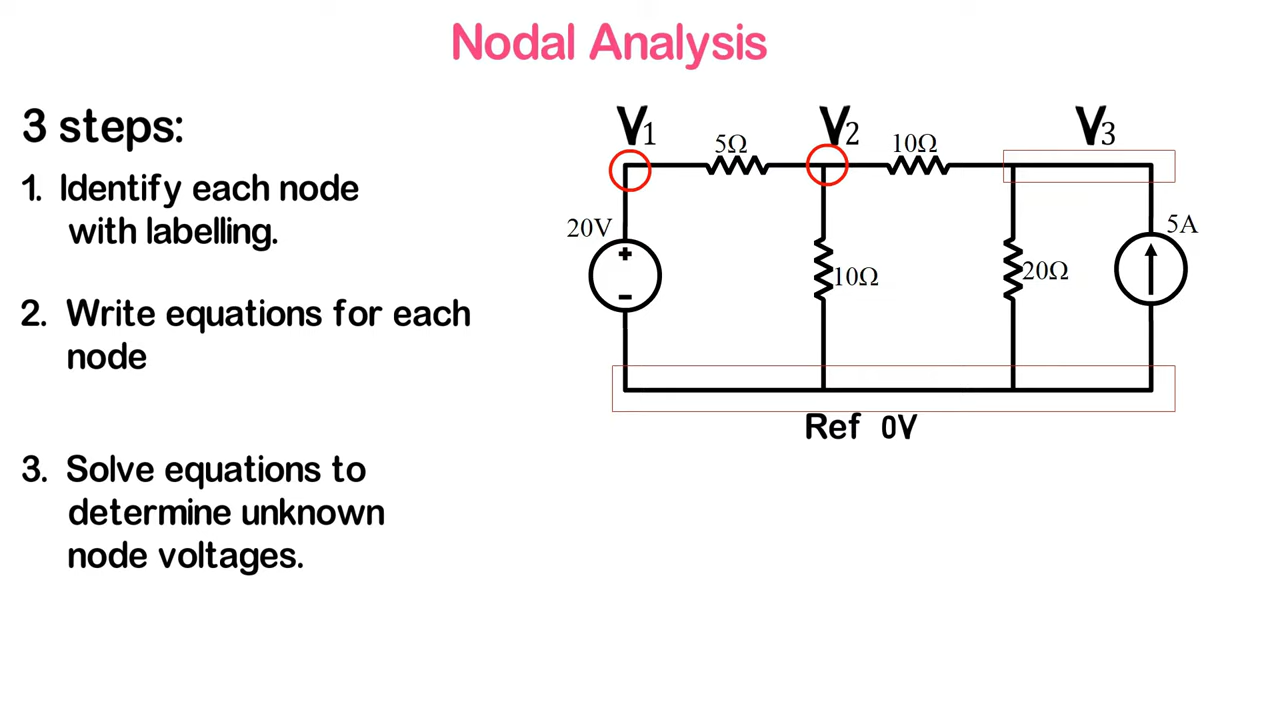 Nodal Analysis
3 steps:
1. Identify each node
with labelling.
2. Write equations for each
node
3. Solve equations to
determine unknown
node voltages.
V1
V2
V3
5Ω
10Ω
20V
5A
+
10Ω
20Ω
-
Ref 0V